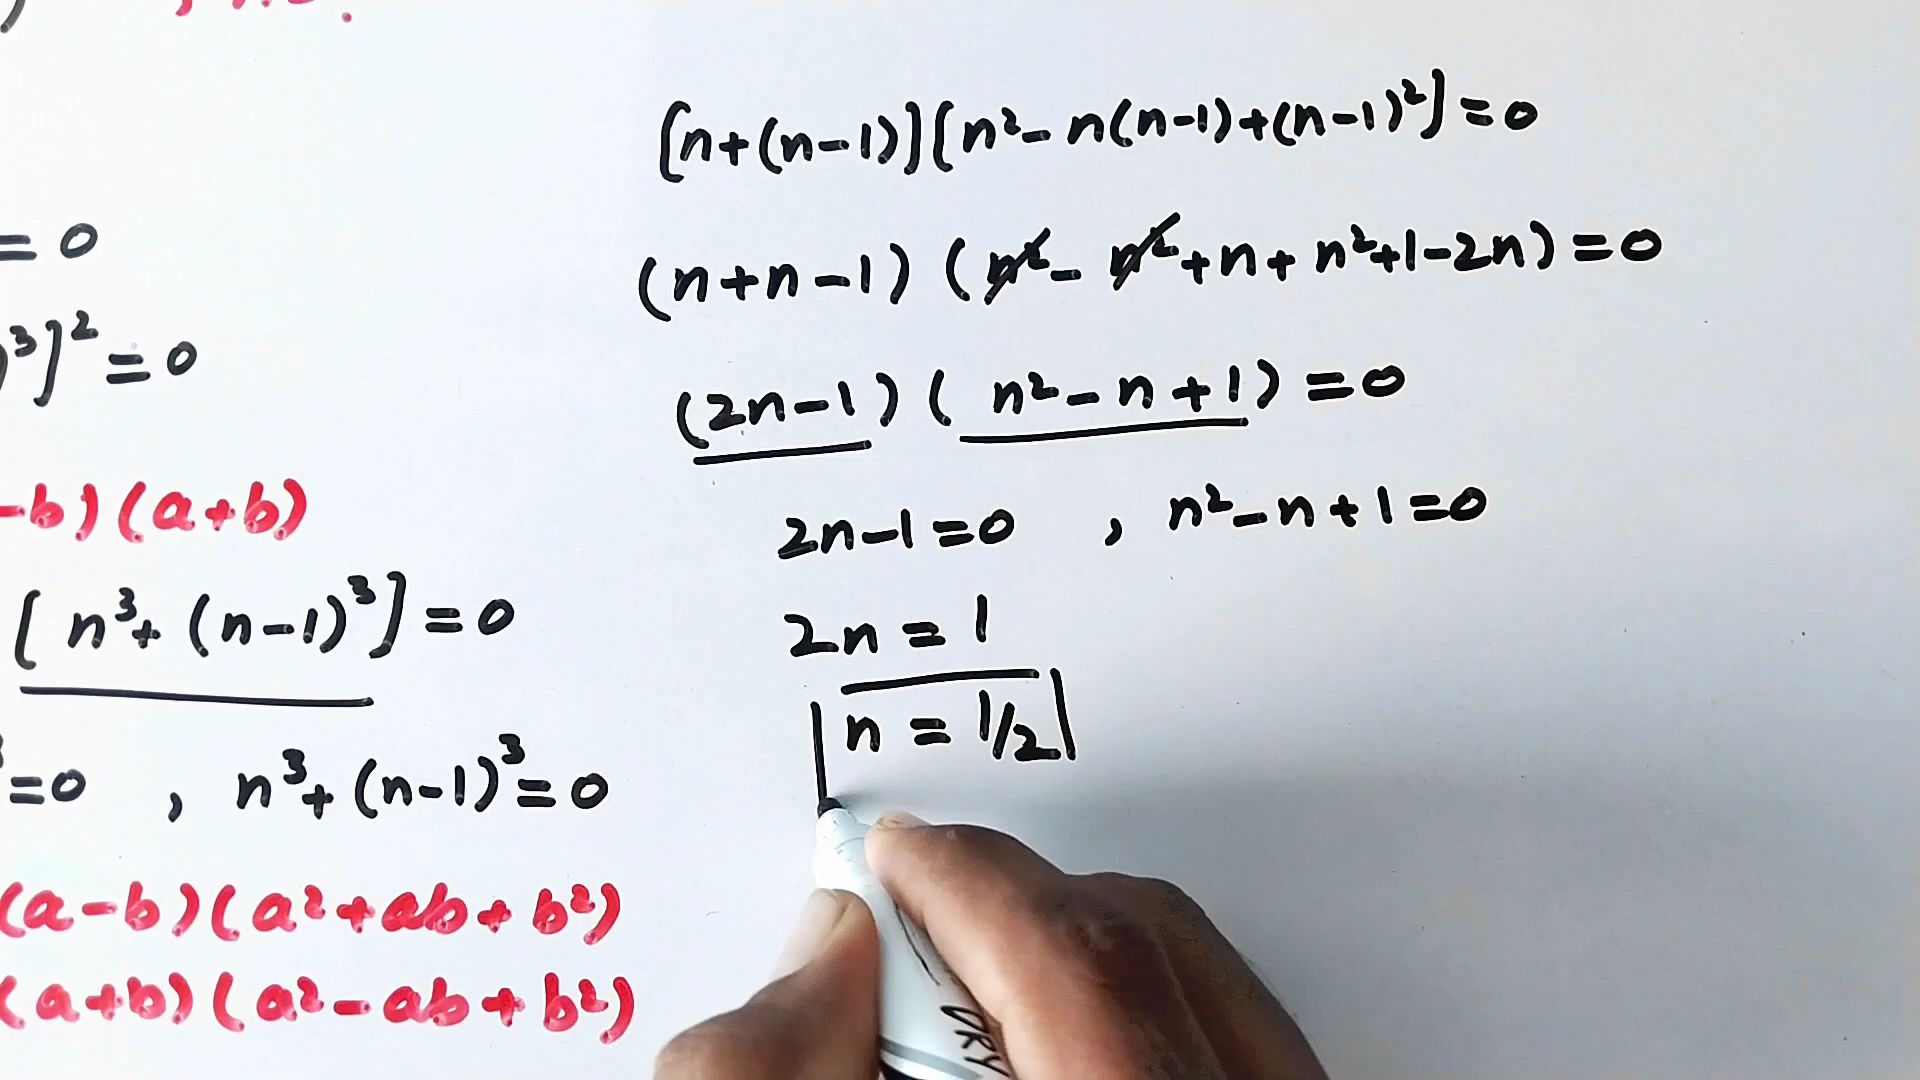 = 0
³]² = 0
-b) (a+b)
[ n³+ (n-1)³] = 0
=0 , n³+ (n-1)³= 0
(a-b) (a²+ab+b²)
(a+b) (a²-ab+b²)
[n+(n-1)] [n²- n(n-1)+(n-1)²] = 0
(n+n-1) (n²- n²+n+ n²+1-2n) = 0
(2n-1) ( n²-n+1) = 0
2n-1=0 , n²-n+1=0
2n = 1
n = 1/2
DRY